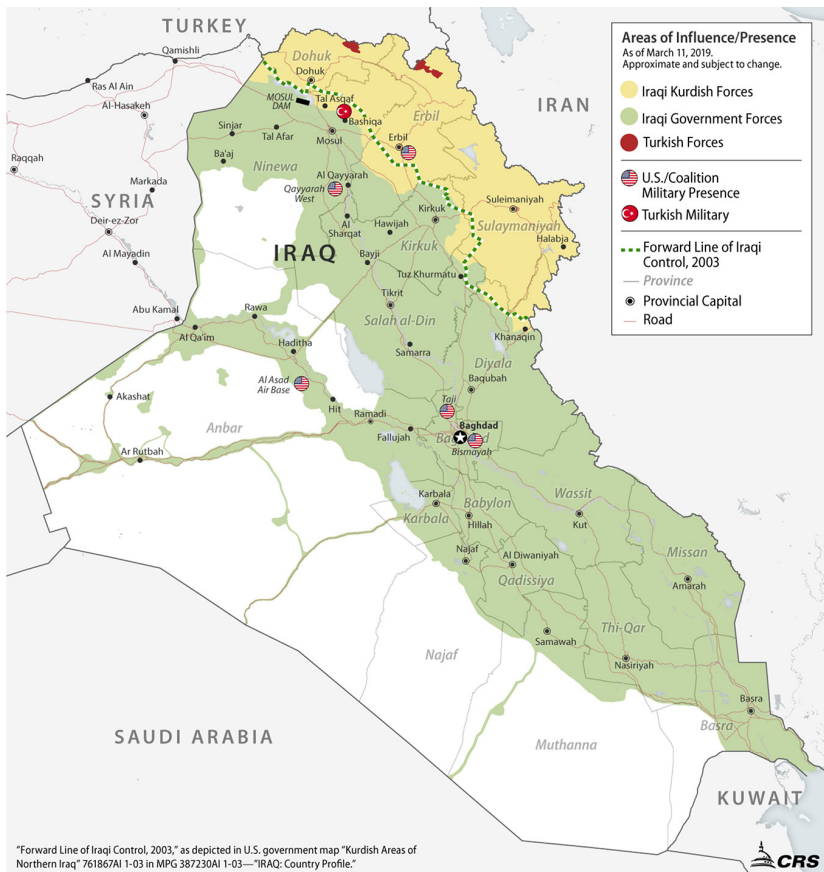 TURKEY
Qamishli
Ras Al Ain
Al-Hasakeh
Dohuk
Dohuk
MOSUL
DAM
Tal Asqaf
Bashiqa
IRAN
Erbil
Erbil
Sinjar
Tal Afar
Mosul
Ba'aj
Ninewa
Raqqah
Markada
SYRIA
Al Qayyarah
Qayyarah
West
Deir-ez-Zor
Al Mayadin
Abu Kamal
Al
Sharqat
Hawijah
Kirkuk
Kirkuk
Suleimaniyah
Sulaymaniyah
Halabja
IRAQ
Bayji
Tuz Khurmatu
Tikrit
Salah al-Din
Rawa
Al Qa'im
Haditha
Samarra
Khanaqin
Diyala
Baqubah
Al Asad
Air Base
Akashat
Hit
Taji
Ramadi
Anbar
Fallujah
Baghdad
Baghdad
Bismayah
Ar Rutbah
Karbala
Karbala
Babylon
Hillah
Wassit
Kut
Najaf
Al Diwaniyah
Qadissiya
Missan
Amarah
Samawah
Thi-Qar
Nasiriyah
Najaf
Basra
Basra
Muthanna
SAUDI ARABIA
KUWAIT
Areas of Influence/Presence
As of March 11, 2019.
Approximate and subject to change.
Iraqi Kurdish Forces
Iraqi Government Forces
Turkish Forces
U.S./Coalition
Military Presence
Turkish Military
Forward Line of Iraqi
Control, 2003
Province
Provincial Capital
Road
"Forward Line of Iraqi Control, 2003," as depicted in U.S. government map "Kurdish Areas of
Northern Iraq" 761867AI 1-03 in MPG 387230AI 1-03—"IRAQ: Country Profile."
CRS